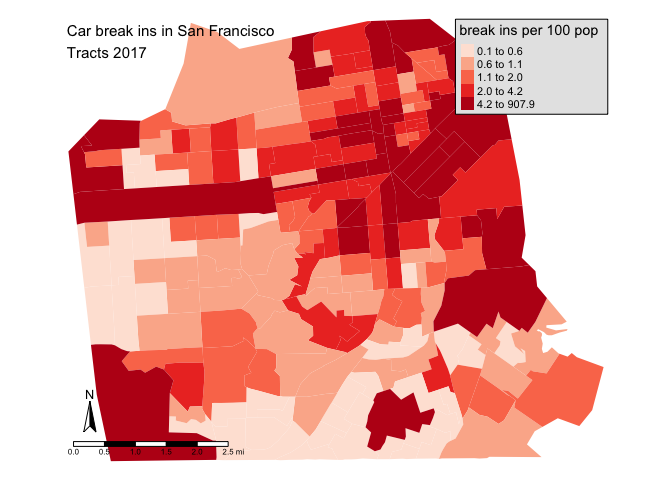 Car break ins in San Francisco
Tracts 2017
break ins per 100 pop
0.1 to 0.6
0.6 to 1.1
1.1 to 2.0
2.0 to 4.2
4.2 to 907.9
N
0.0 0.5 1.0 1.5 2.0 2.5 mi